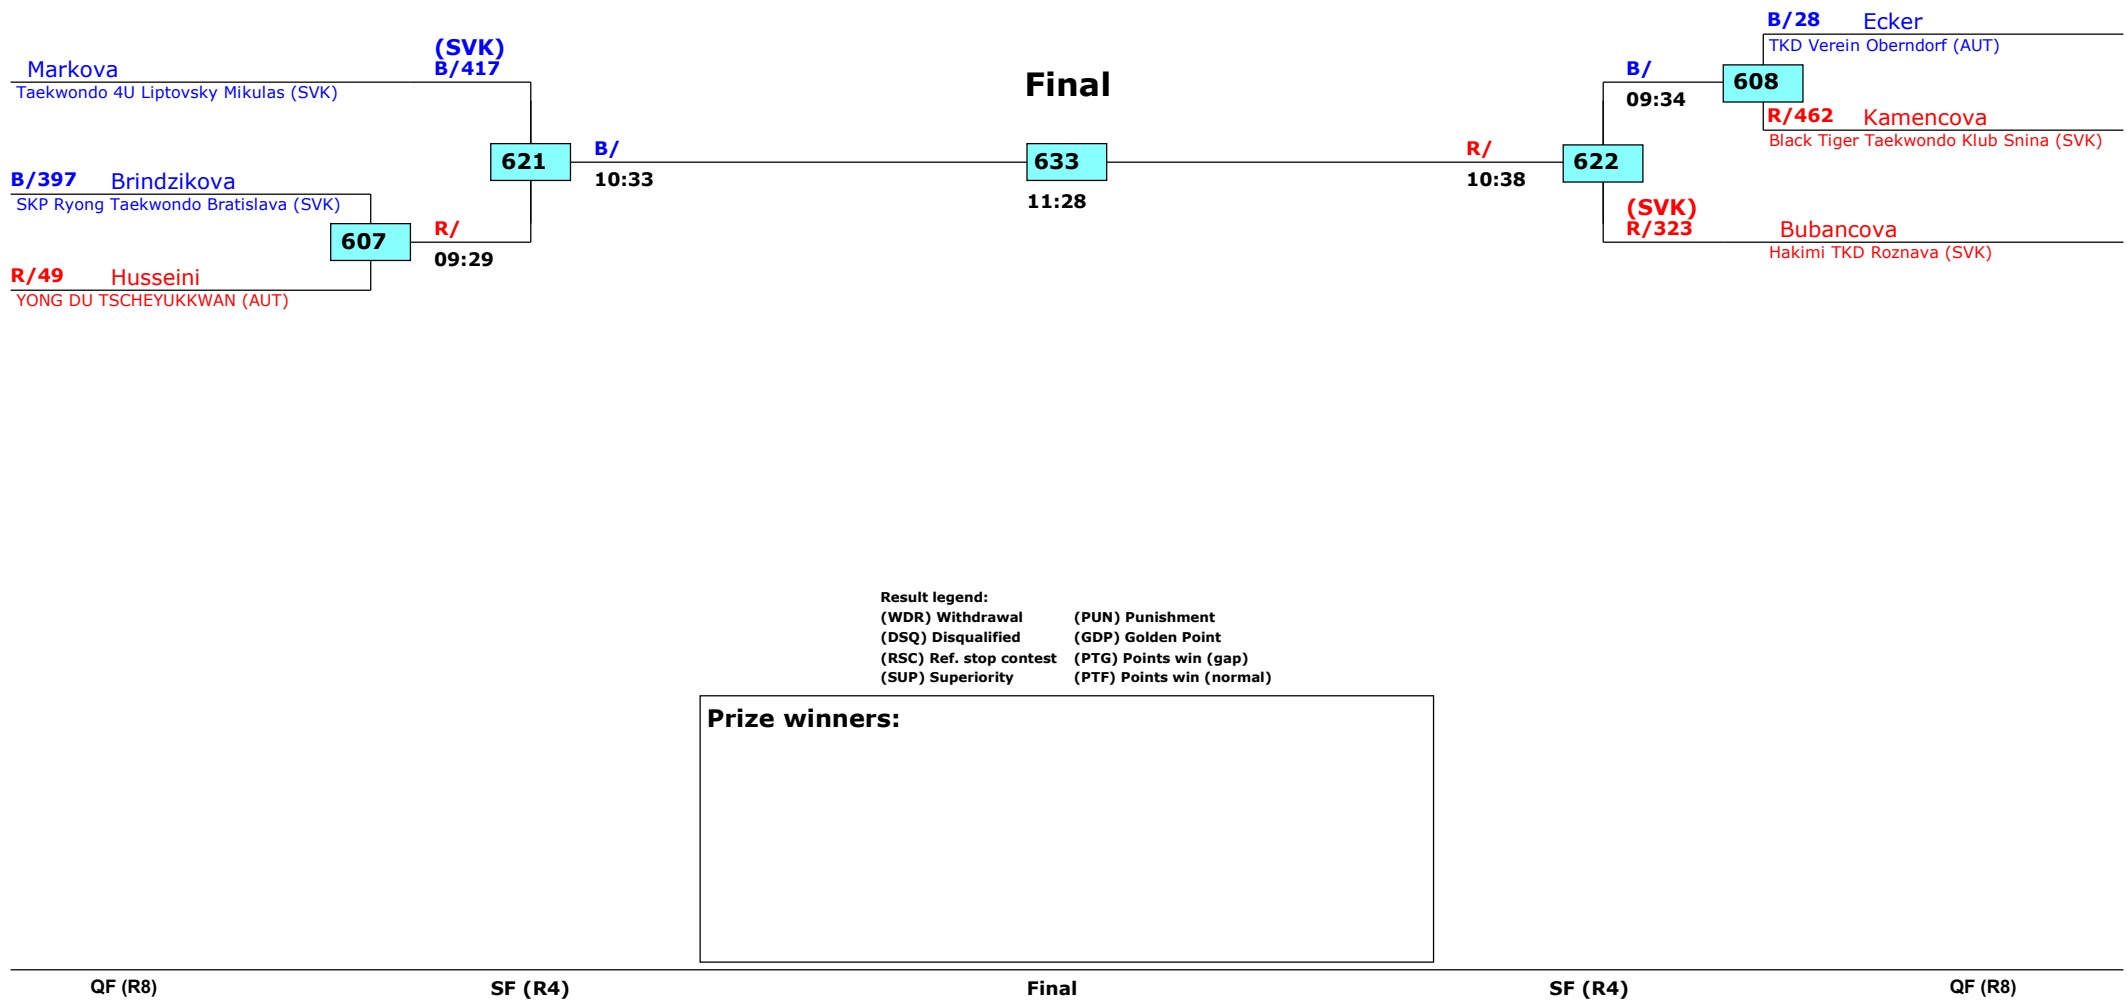 B/28 Ecker
TKD Verein Oberndorf (AUT)
(SVK)
B/417
Markova
Taekwondo 4U Liptovsky Mikulas (SVK)
Final
B/
09:34
608
R/462 Kamencova
Black Tiger Taekwondo Klub Snina (SVK)
621
B/
10:33
633
11:28
R/
10:38
622
B/397 Brindzikova
SKP Ryong Taekwondo Bratislava (SVK)
607
R/
09:29
(SVK)
R/323
Bubancova
Hakimi TKD Roznava (SVK)
R/49 Husseini
YONG DU TSCHEYUKKWAN (AUT)
Result legend:
(WDR) Withdrawal (PUN) Punishment
(DSQ) Disqualified (GDP) Golden Point
(RSC) Ref. stop contest (PTG) Points win (gap)
(SUP) Superiority (PTF) Points win (normal)
Prize winners:
QF (R8) SF (R4) Final SF (R4) QF (R8)